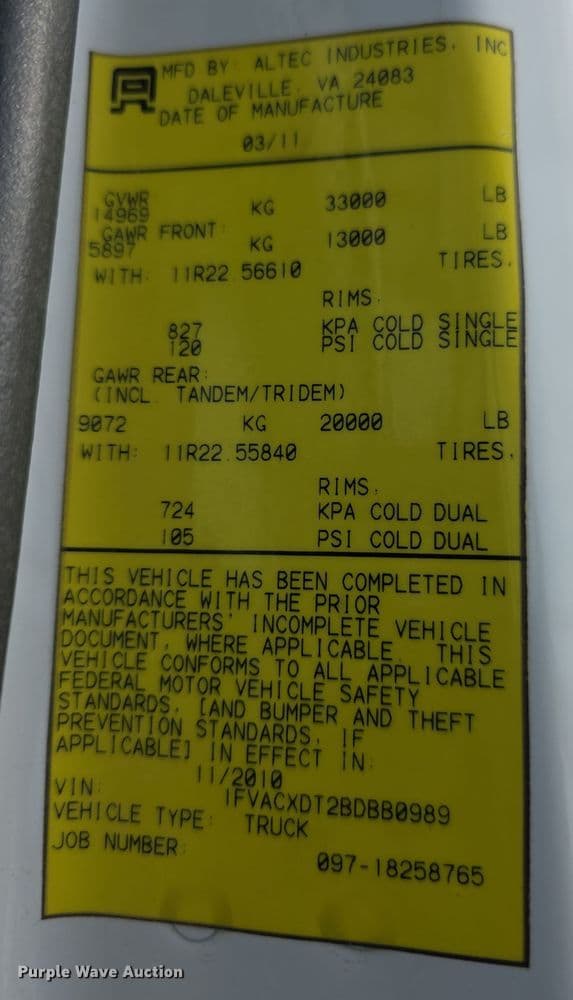 MFD BY: ALTEC INDUSTRIES, INC
DALEVILLE, VA 24083
DATE OF MANUFACTURE
03/11
GVWR
14969 KG 33000 LB
GAWR FRONT:
5897 KG 13000 LB
WITH: 11R22.56610 TIRES,
RIMS,
827 KPA COLD SINGLE
120 PSI COLD SINGLE
GAWR REAR:
(INCL. TANDEM/TRIDEM)
9072 KG 20000 LB
WITH: 11R22.55840 TIRES,
RIMS,
724 KPA COLD DUAL
105 PSI COLD DUAL
THIS VEHICLE HAS BEEN COMPLETED IN
ACCORDANCE WITH THE PRIOR
MANUFACTURERS' INCOMPLETE VEHICLE
DOCUMENT, WHERE APPLICABLE. THIS
VEHICLE CONFORMS TO ALL APPLICABLE
FEDERAL MOTOR VEHICLE SAFETY
STANDARDS, [AND BUMPER AND THEFT
PREVENTION STANDARDS, IF
APPLICABLE] IN EFFECT IN:
11/2010
VIN: 1FVACXDT2BDBB0989
VEHICLE TYPE: TRUCK
JOB NUMBER: 097-18258765
Purple Wave Auction